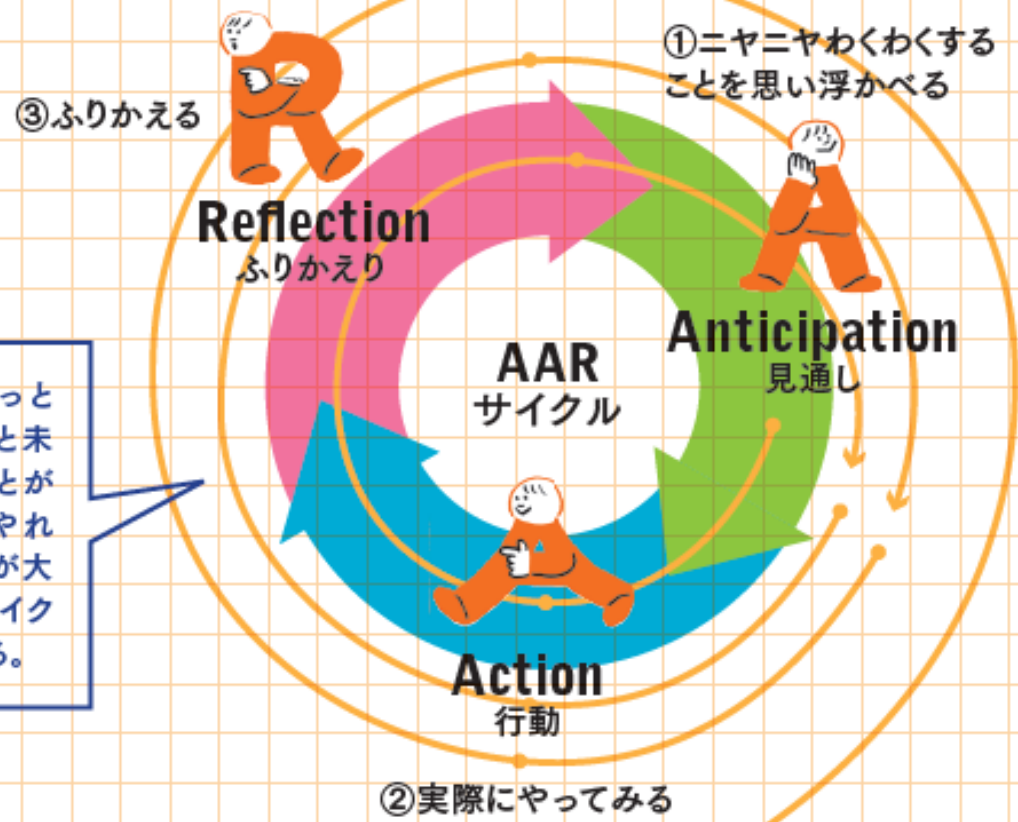 ①ニヤニヤわくわくする
ことを思い浮かべる
③ふりかえる
Reflection
ふりかえり
Anticipation
見通し
AAR
サイクル
っと
と未
とが
やれ
が大
イク
る。
Action
行動
②実際にやってみる